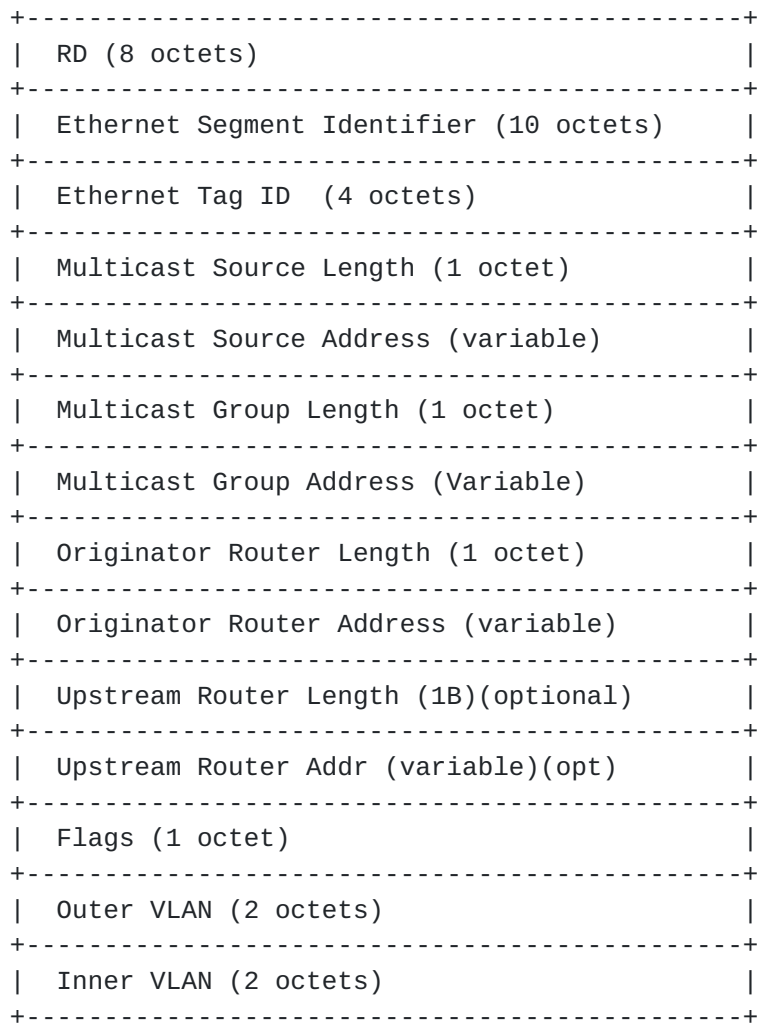 +----------------------------------------------+
|  RD (8 octets)                               |
+----------------------------------------------+
|  Ethernet Segment Identifier (10 octets)     |
+----------------------------------------------+
|  Ethernet Tag ID  (4 octets)                 |
+----------------------------------------------+
|  Multicast Source Length (1 octet)           |
+----------------------------------------------+
|  Multicast Source Address (variable)         |
+----------------------------------------------+
|  Multicast Group Length (1 octet)            |
+----------------------------------------------+
|  Multicast Group Address (Variable)          |
+----------------------------------------------+
|  Originator Router Length (1 octet)          |
+----------------------------------------------+
|  Originator Router Address (variable)        |
+----------------------------------------------+
|  Upstream Router Length (1B)(optional)       |
+----------------------------------------------+
|  Upstream Router Addr (variable)(opt)        |
+----------------------------------------------+
|  Flags (1 octet)                             |
+----------------------------------------------+
|  Outer VLAN (2 octets)                       |
+----------------------------------------------+
|  Inner VLAN (2 octets)                       |
+----------------------------------------------+